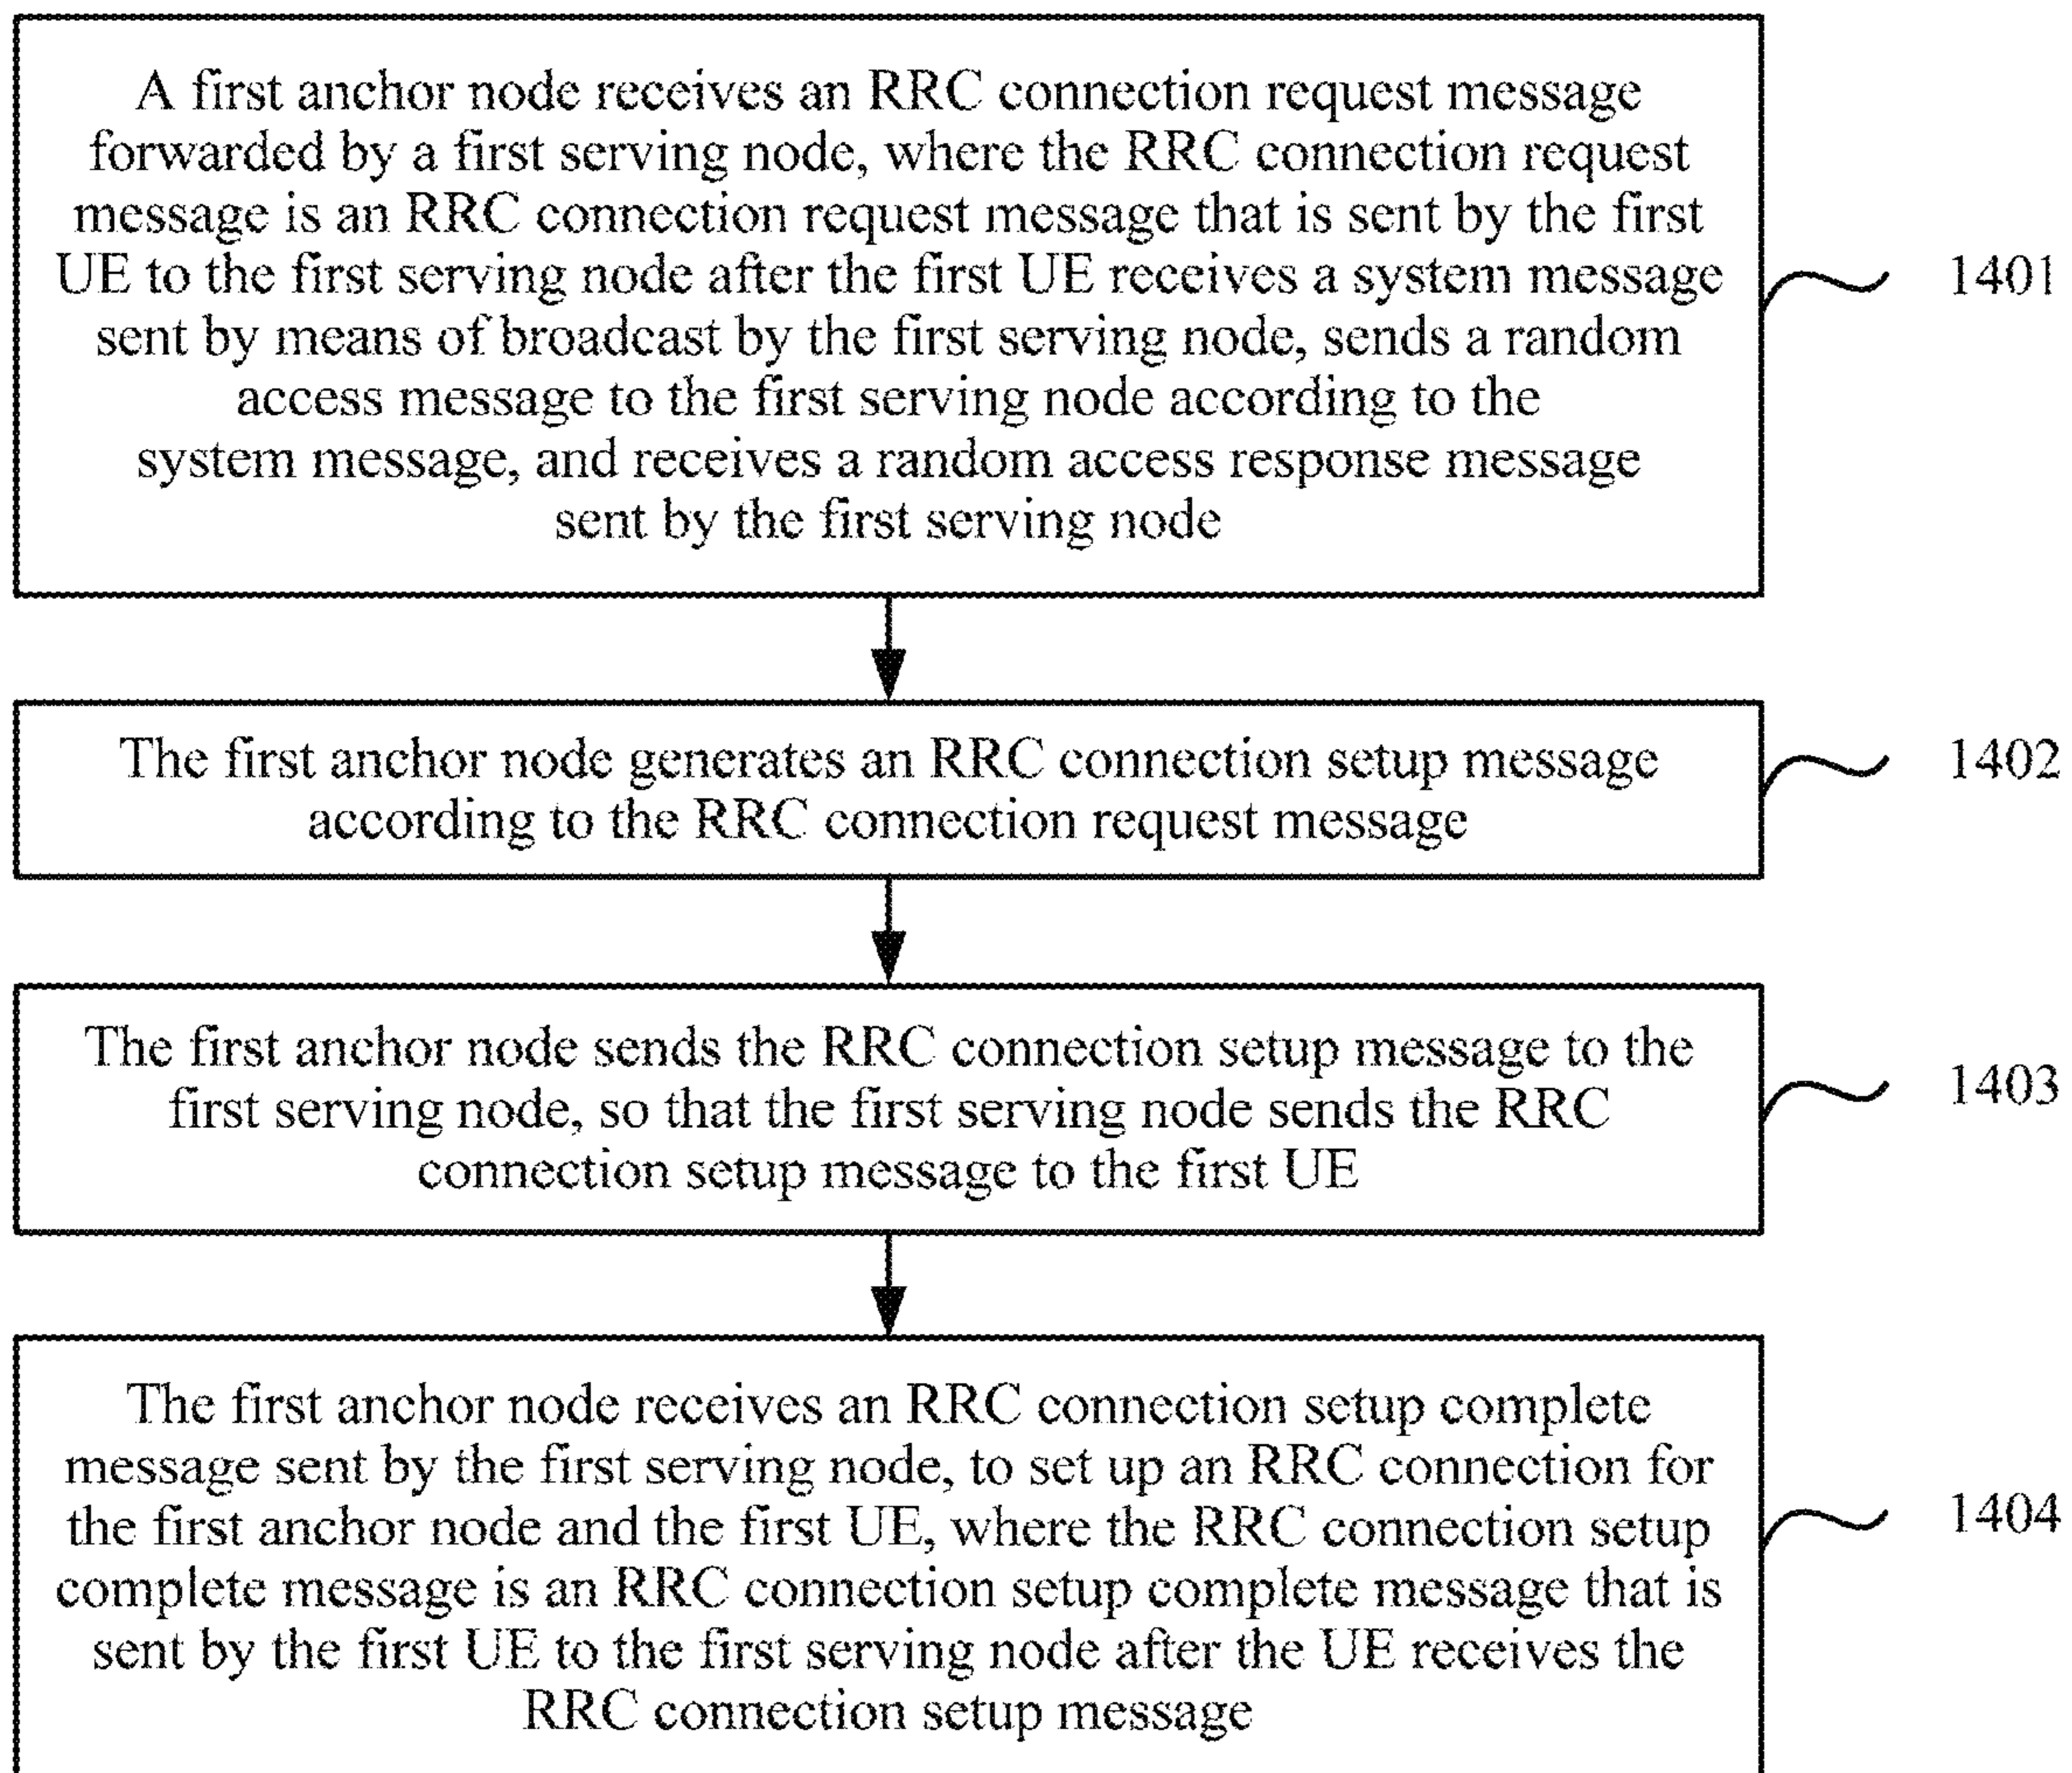 A first anchor node receives an RRC connection request message
forwarded by a first serving node, where the RRC connection request
message is an RRC connection request message that is sent by the first
UE to the first serving node after the first UE receives a system message
sent by means of broadcast by the first serving node, sends a random
access message to the first serving node according to the
system message, and receives a random access response message
sent by the first serving node
1401
The first anchor node generates an RRC connection setup message
according to the RRC connection request message
1402
The first anchor node sends the RRC connection setup message to the
first serving node, so that the first serving node sends the RRC
connection setup message to the first UE
1403
The first anchor node receives an RRC connection setup complete
message sent by the first serving node, to set up an RRC connection for
the first anchor node and the first UE, where the RRC connection setup
complete message is an RRC connection setup complete message that is
sent by the first UE to the first serving node after the UE receives the
RRC connection setup message
1404